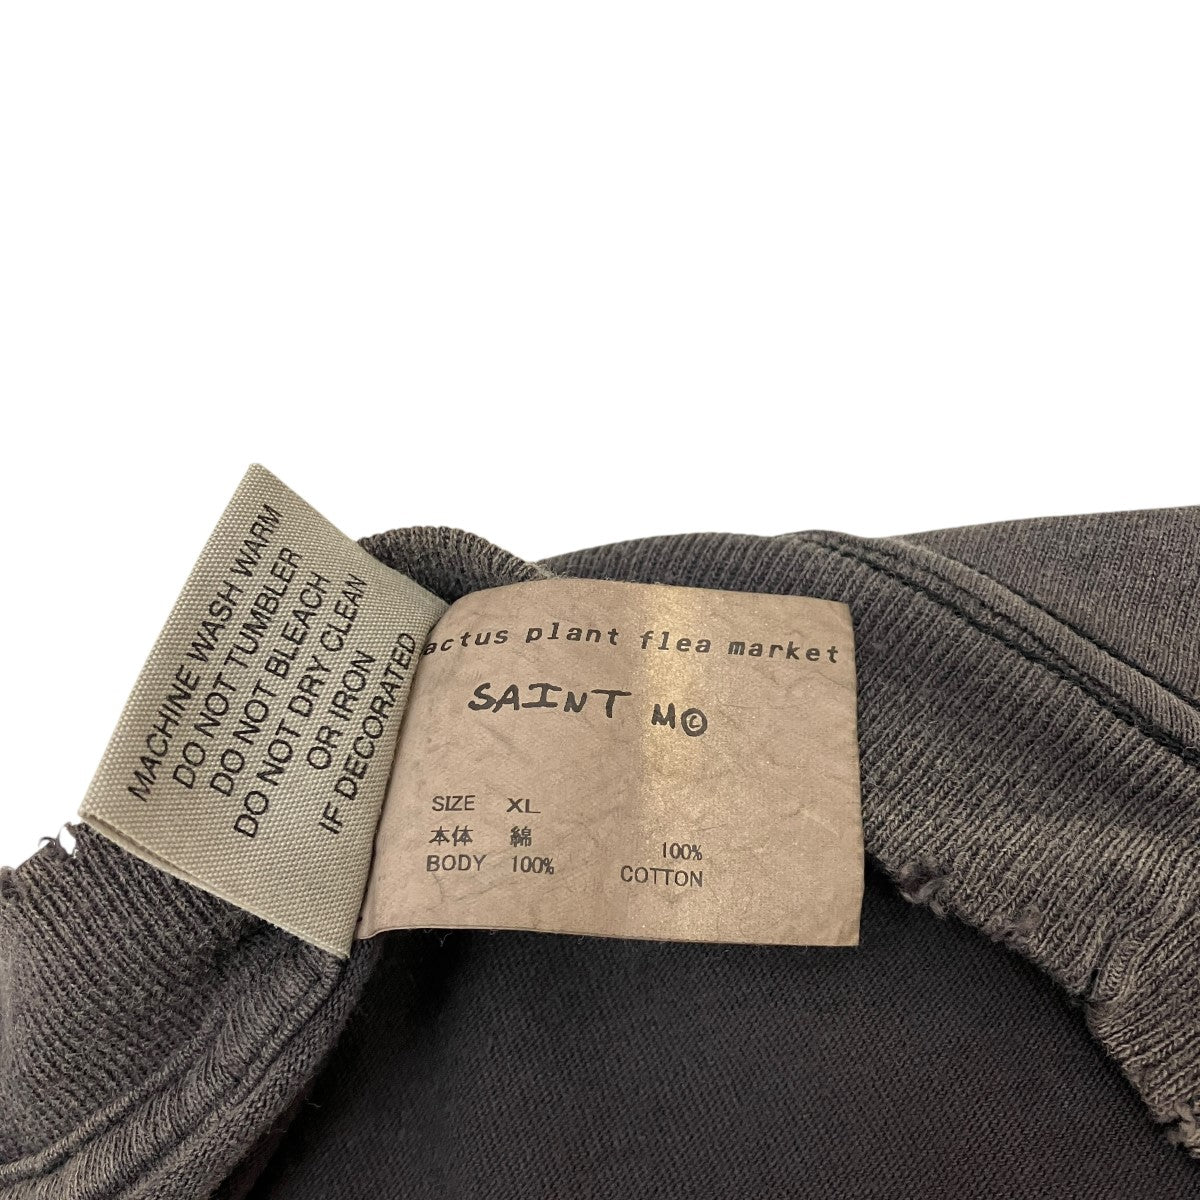 MACHINE WASH WARM
DO NOT TUMBLER
DO NOT BLEACH
DO NOT DRY CLEAN
OR IRON
IF DECORATED
actus plant flea market
SAINT M©
SIZE XL
本体 綿 100%
BODY 100% COTTON